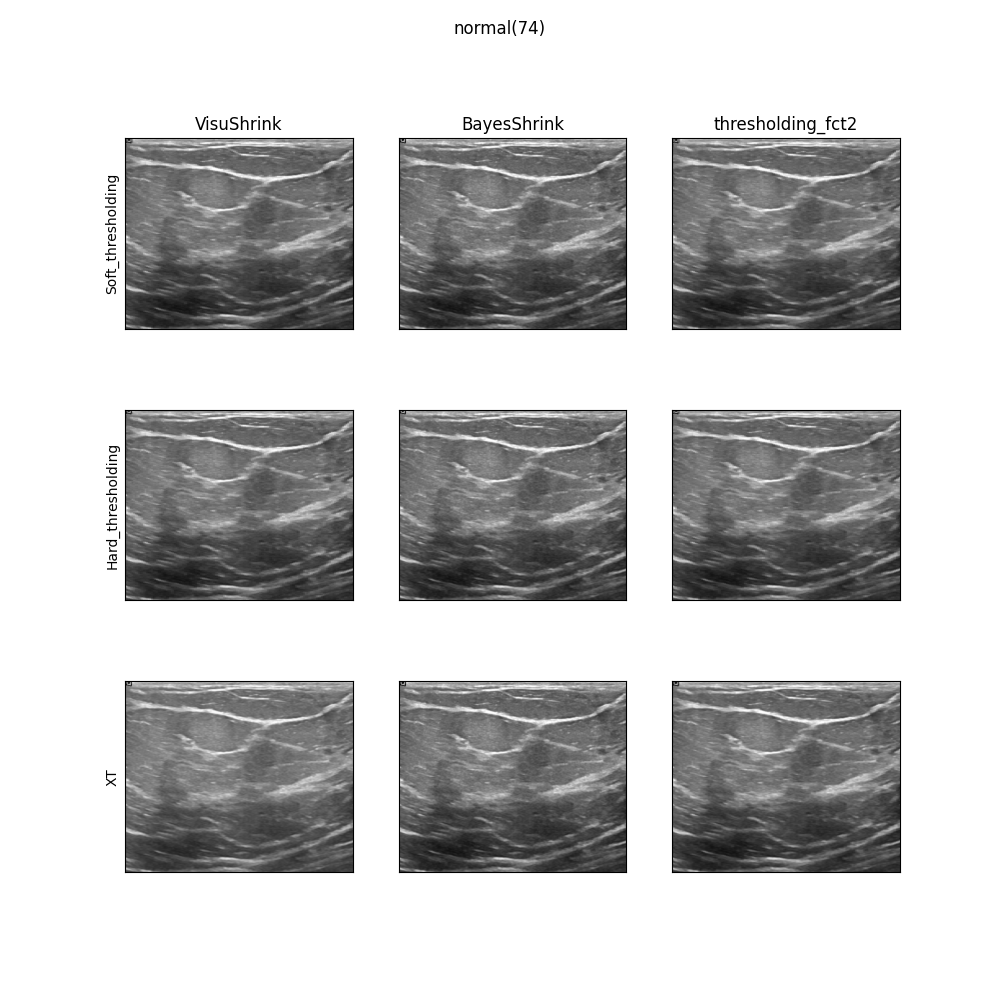 normal(74)
VisuShrink
BayesShrink
thresholding_fct2
Soft_thresholding
Hard_thresholding
XT